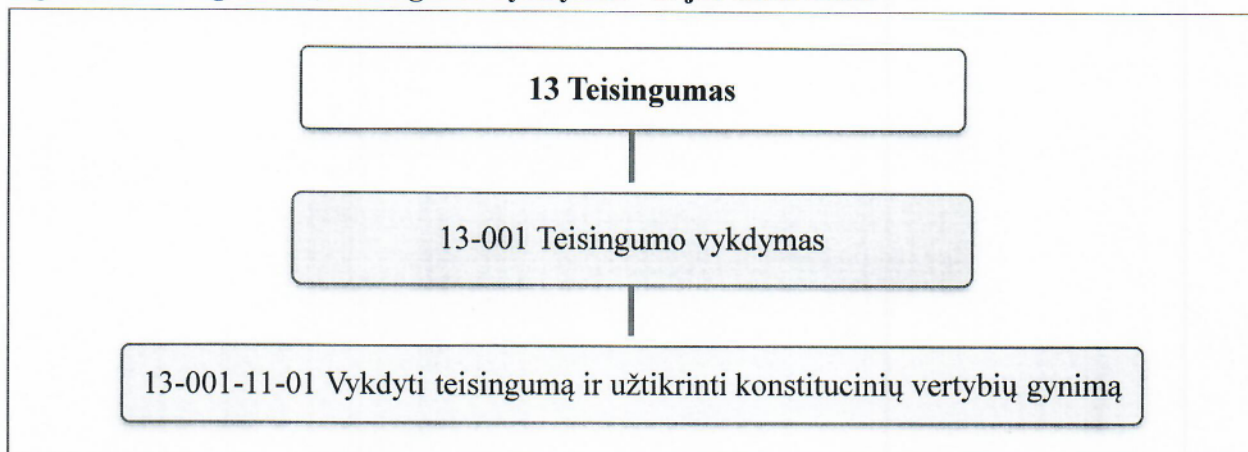 13 Teisingumas
13-001 Teisingumo vykdymas
13-001-11-01 Vykdyti teisingumą ir užtikrinti konstitucinių vertybių gynimą